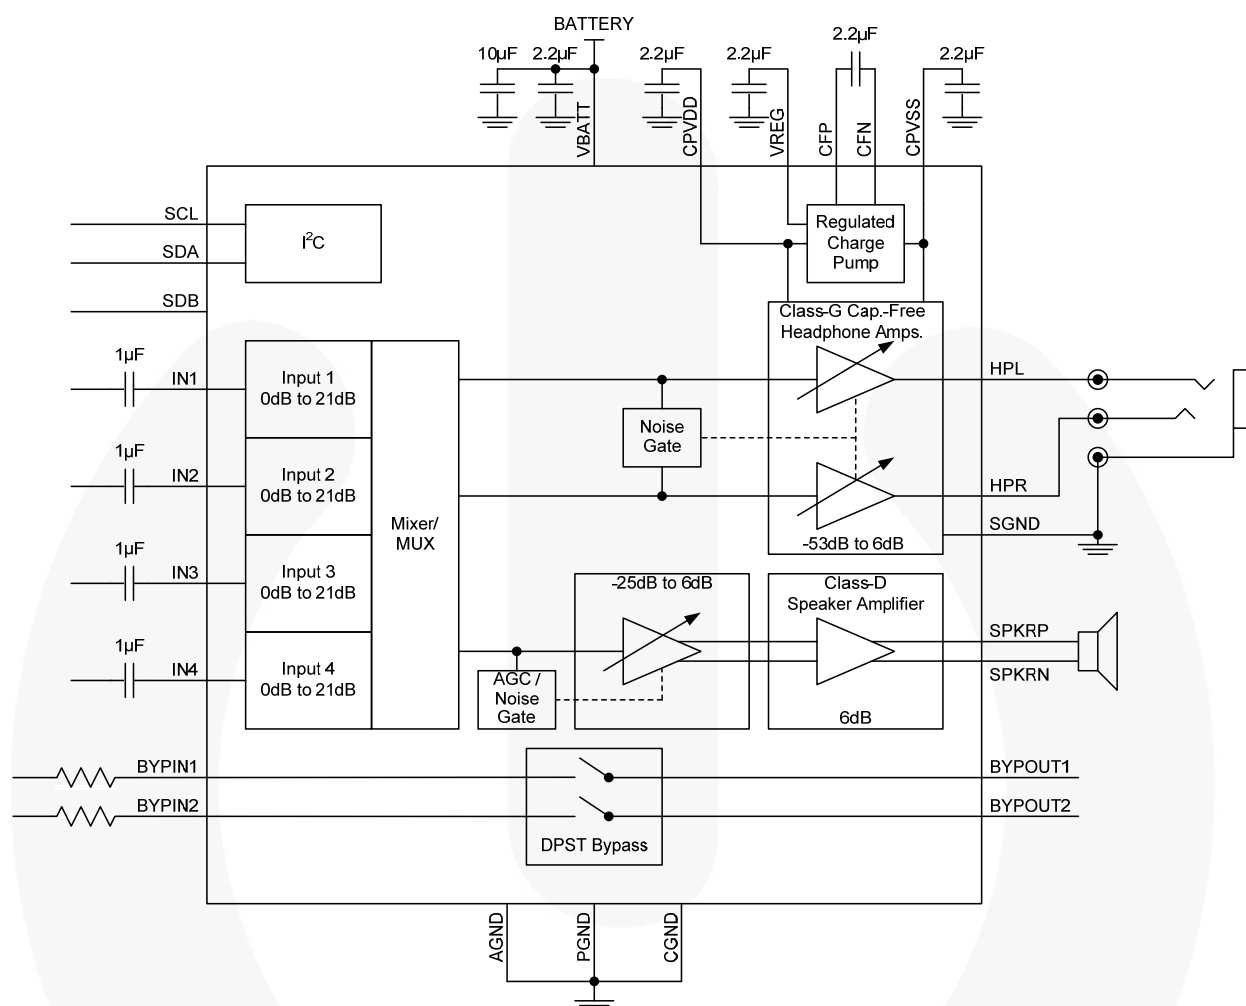 BATTERY
10µF
2.2µF
2.2µF
2.2µF
2.2µF
2.2µF
VBATT
CPVDD
VREG
CFP
CFN
CPVSS
SCL
SDA
SDB
I²C
Regulated
Charge
Pump
Class-G Cap.-Free
Headphone Amps.
-53dB to 6dB
1µF
IN1
Input 1
0dB to 21dB
1µF
IN2
Input 2
0dB to 21dB
1µF
IN3
Input 3
0dB to 21dB
1µF
IN4
Input 4
0dB to 21dB
Mixer/
MUX
Noise
Gate
HPL
HPR
SGND
AGC /
Noise
Gate
-25dB to 6dB
Class-D
Speaker Amplifier
6dB
SPKRP
SPKRN
BYPIN1
BYPIN2
DPST Bypass
BYPOUT1
BYPOUT2
AGND
PGND
CGND